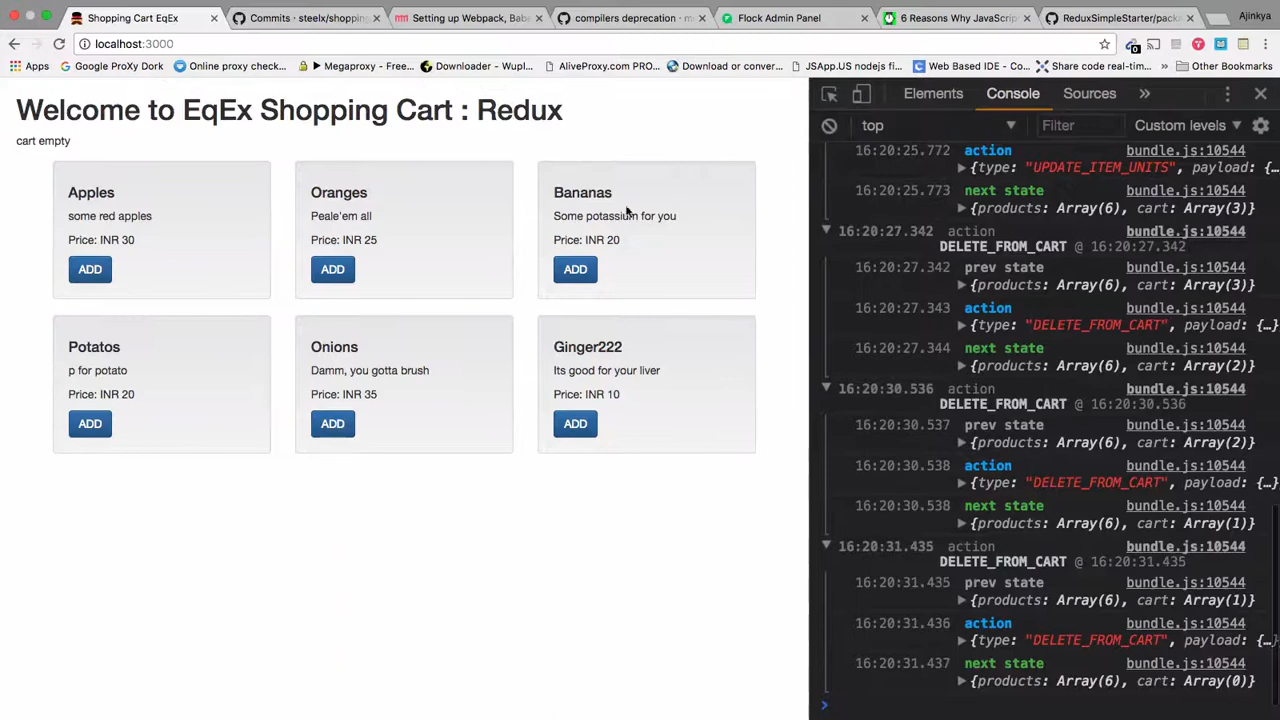 Shopping Cart EqEx
Commits · steelx/shopping
Setting up Webpack, Babe
compilers deprecation · m
Flock Admin Panel
6 Reasons Why JavaScri
ReduxSimpleStarter/pack
Ajinkya
localhost:3000
Apps
Google ProXy Dork
Online proxy check
▶ Megaproxy - Free...
Downloader - Wupl...
AliveProxy.com PRO...
Download or conver...
JSApp.US nodejs fi
Web Based IDE - Cod
Share code real-tim
»
Other Bookmarks
Welcome to EqEx Shopping Cart : Redux
cart empty
Apples
some red apples
Price: INR 30
ADD
Oranges
Peale'em all
Price: INR 25
ADD
Bananas
Some potassium for you
Price: INR 20
ADD
Potatos
p for potato
Price: INR 20
ADD
Onions
Damm, you gotta brush
Price: INR 35
ADD
Ginger222
Its good for your liver
Price: INR 10
ADD
Elements Console Sources »
top Filter Custom levels
16:20:25.772 action bundle.js:10544
{type: "UPDATE_ITEM_UNITS", payload: {…
16:20:25.773 next state bundle.js:10544
{products: Array(6), cart: Array(3)}
16:20:27.342 action bundle.js:10544
DELETE_FROM_CART @ 16:20:27.342
16:20:27.342 prev state bundle.js:10544
{products: Array(6), cart: Array(3)}
16:20:27.343 action bundle.js:10544
{type: "DELETE_FROM_CART", payload: {…}
16:20:27.344 next state bundle.js:10544
{products: Array(6), cart: Array(2)}
16:20:30.536 action bundle.js:10544
DELETE_FROM_CART @ 16:20:30.536
16:20:30.537 prev state bundle.js:10544
{products: Array(6), cart: Array(2)}
16:20:30.538 action bundle.js:10544
{type: "DELETE_FROM_CART", payload: {…}
16:20:30.538 next state bundle.js:10544
{products: Array(6), cart: Array(1)}
16:20:31.435 action bundle.js:10544
DELETE_FROM_CART @ 16:20:31.435
16:20:31.435 prev state bundle.js:10544
{products: Array(6), cart: Array(1)}
16:20:31.436 action bundle.js:10544
{type: "DELETE_FROM_CART", payload: {…}
16:20:31.437 next state bundle.js:10544
{products: Array(6), cart: Array(0)}